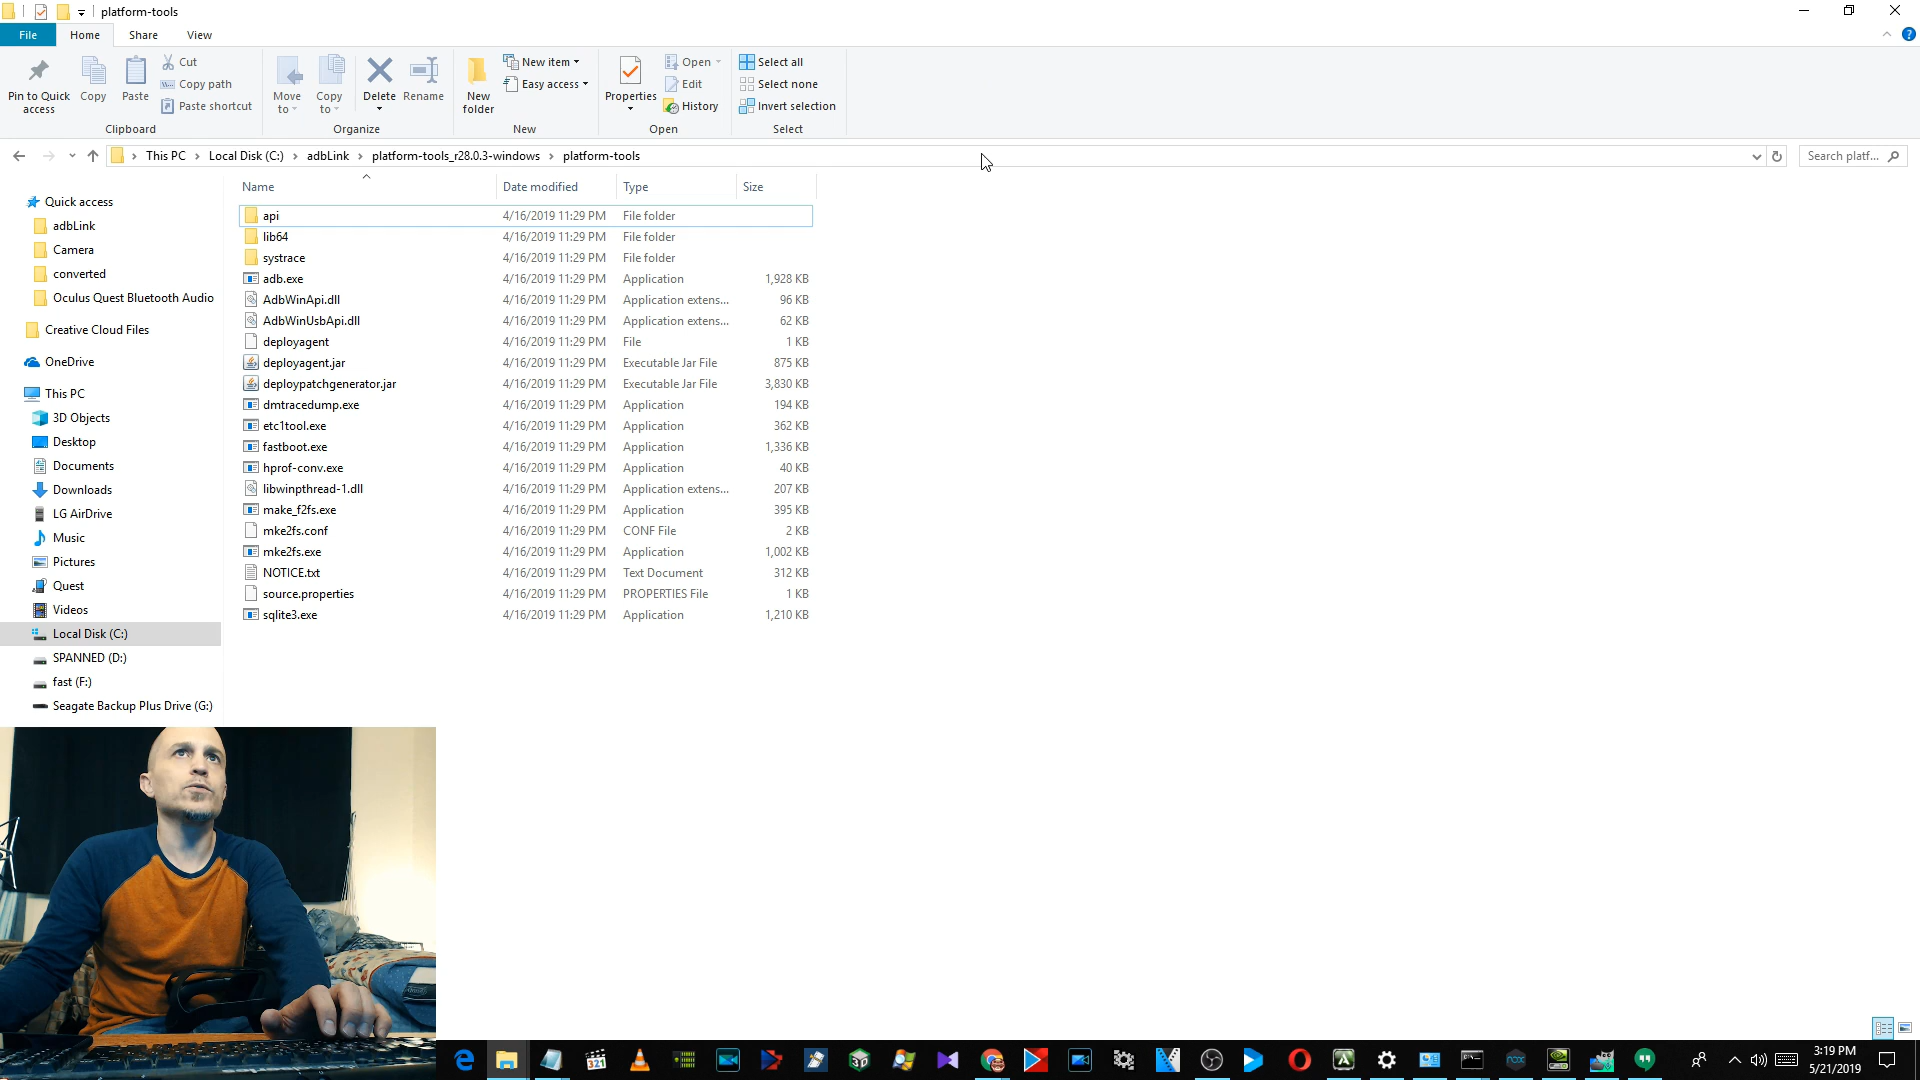 platform-tools
File
Home
Share
View
Pin to Quick access
Copy
Paste
Cut
Copy path
Paste shortcut
Clipboard
Move to
Copy to
Delete
Rename
Organize
New folder
New item
Easy access
New
Properties
Open
Edit
History
Open
Select all
Select none
Invert selection
Select
This PC > Local Disk (C:) > adbLink > platform-tools_r28.0.3-windows > platform-tools
Search platf...
Name Date modified Type Size
api 4/16/2019 11:29 PM File folder
lib64 4/16/2019 11:29 PM File folder
systrace 4/16/2019 11:29 PM File folder
adb.exe 4/16/2019 11:29 PM Application 1,928 KB
AdbWinApi.dll 4/16/2019 11:29 PM Application extens... 96 KB
AdbWinUsbApi.dll 4/16/2019 11:29 PM Application extens... 62 KB
deployagent 4/16/2019 11:29 PM File 1 KB
deployagent.jar 4/16/2019 11:29 PM Executable Jar File 875 KB
deploypatchgenerator.jar 4/16/2019 11:29 PM Executable Jar File 3,830 KB
dmtracedump.exe 4/16/2019 11:29 PM Application 194 KB
etc1tool.exe 4/16/2019 11:29 PM Application 362 KB
fastboot.exe 4/16/2019 11:29 PM Application 1,336 KB
hprof-conv.exe 4/16/2019 11:29 PM Application 40 KB
libwinpthread-1.dll 4/16/2019 11:29 PM Application extens... 207 KB
make_f2fs.exe 4/16/2019 11:29 PM Application 395 KB
mke2fs.conf 4/16/2019 11:29 PM CONF File 2 KB
mke2fs.exe 4/16/2019 11:29 PM Application 1,002 KB
NOTICE.txt 4/16/2019 11:29 PM Text Document 312 KB
source.properties 4/16/2019 11:29 PM PROPERTIES File 1 KB
sqlite3.exe 4/16/2019 11:29 PM Application 1,210 KB
Quick access
adbLink
Camera
converted
Oculus Quest Bluetooth Audio
Creative Cloud Files
OneDrive
This PC
3D Objects
Desktop
Documents
Downloads
LG AirDrive
Music
Pictures
Quest
Videos
Local Disk (C:)
SPANNED (D:)
fast (F:)
Seagate Backup Plus Drive (G:)
321
3:19 PM
5/21/2019